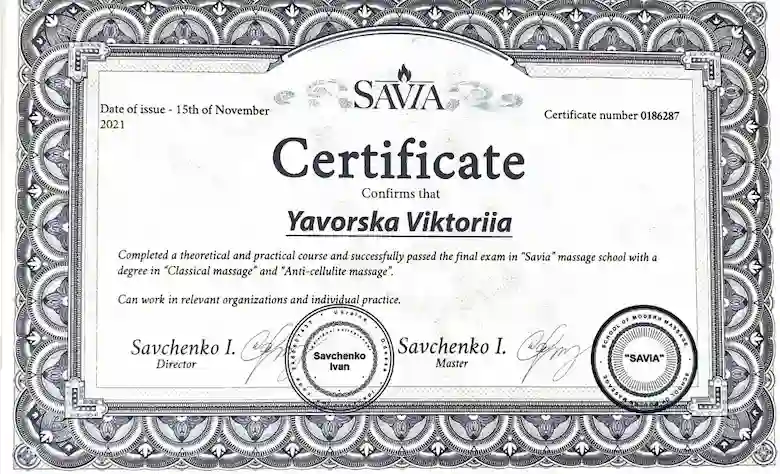 SAVIA
Date of issue - 15th of November
2021
Certificate number 0186287
Certificate
Confirms that
Yavorska Viktoriia
Completed a theoretical and practical course and successfully passed the final exam in "Savia" massage school with a
degree in "Classical massage" and "Anti-cellulite massage".
Can work in relevant organizations and individual practice.
Savchenko I.
Director
Ukraine
Odessa
Savchenko
Ivan
Savchenko I.
Master
SCHOOL OF MODERN MASSAGE
"SAVIA"